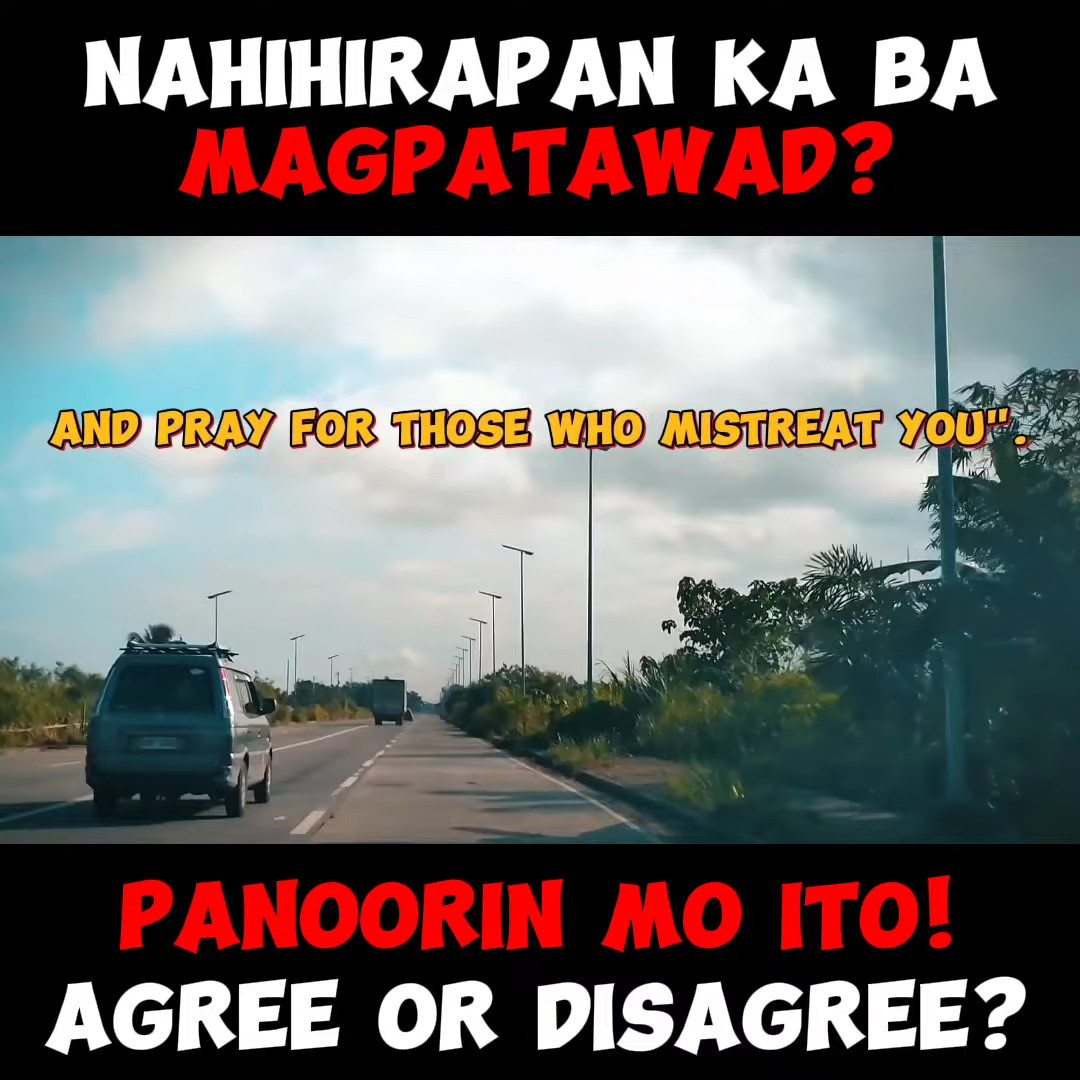 NAHIHIRAPAN KA BA
MAGPATAWAD?
AND PRAY FOR THOSE WHO MISTREAT YOU".
PANOORIN MO ITO!
AGREE OR DISAGREE?